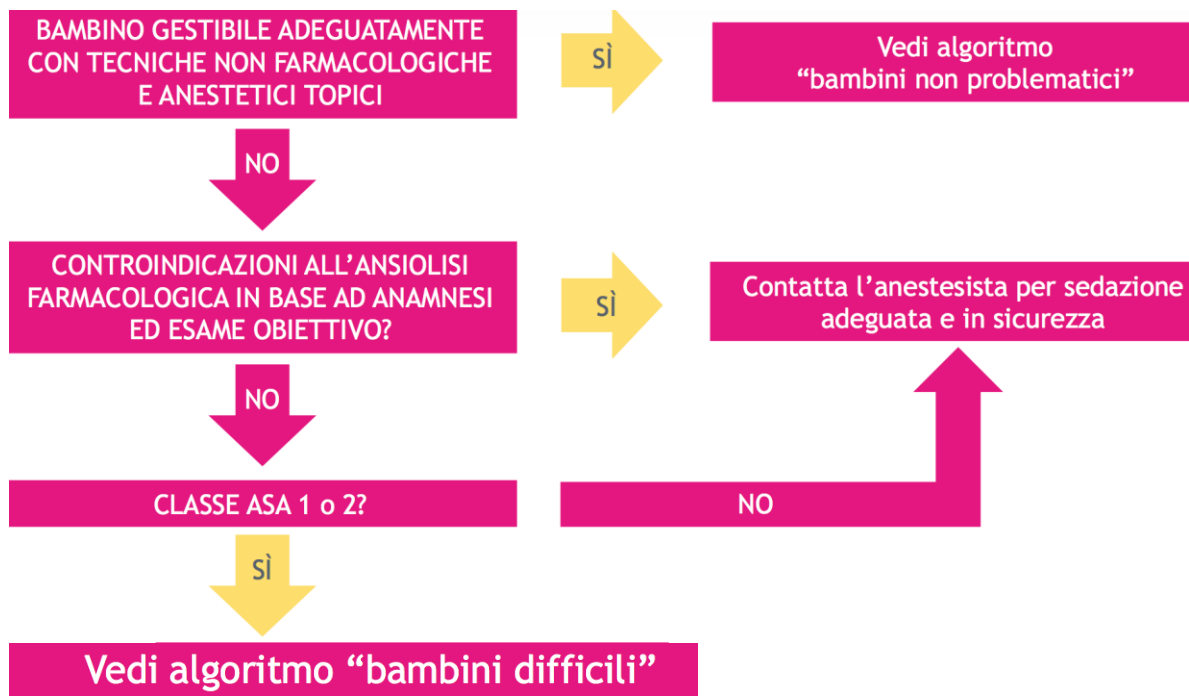 BAMBINO GESTIBILE ADEGUATAMENTE
CON TECNICHE NON FARMACOLOGICHE
E ANESTETICI TOPICI
SÌ
Vedi algoritmo
“bambini non problematici”
NO
CONTROINDICAZIONI ALL’ANSIOLISI
FARMACOLOGICA IN BASE AD ANAMNESI
ED ESAME OBIETTIVO?
SÌ
Contatta l’anestesista per sedazione
adeguata e in sicurezza
NO
CLASSE ASA 1 o 2?
NO
SÌ
Vedi algoritmo “bambini difficili”